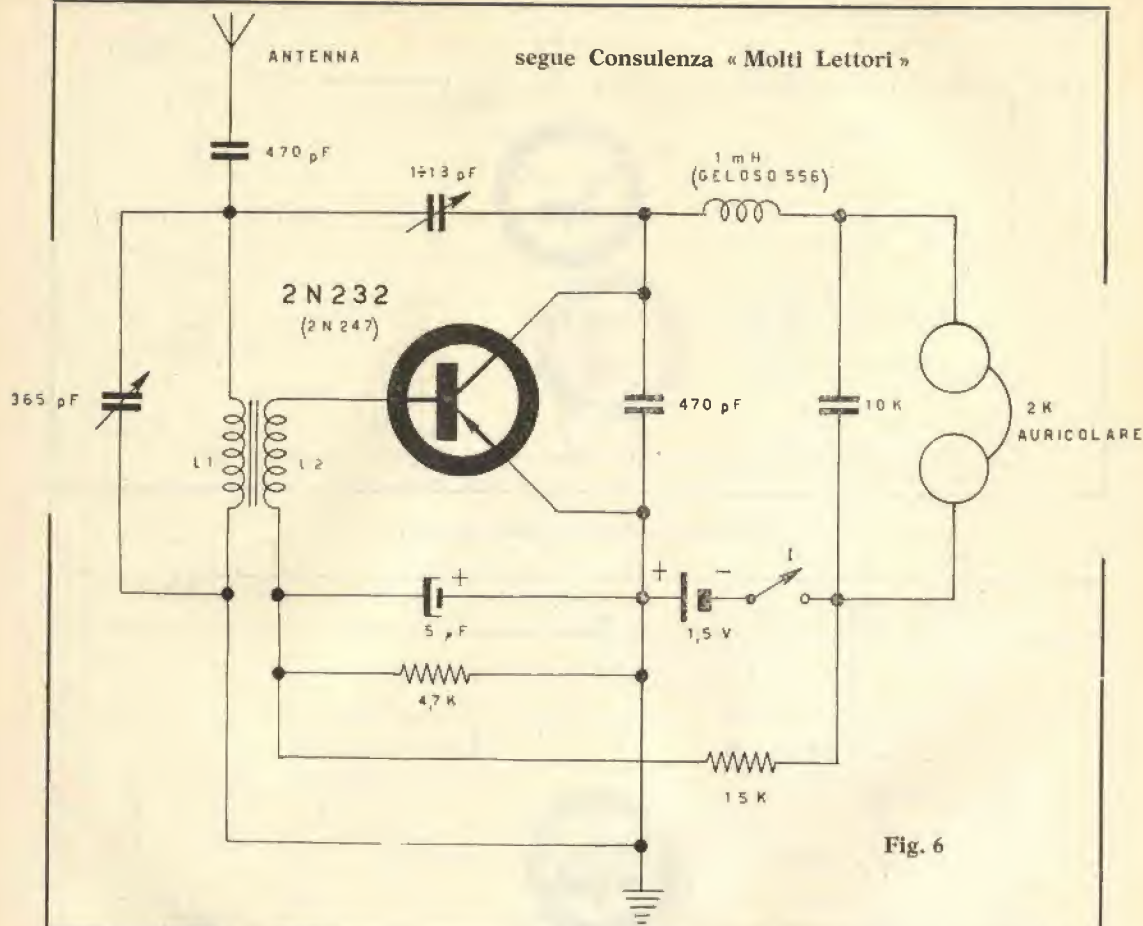 ANTENNA
segue Consulenza « Molti Lettori »
470 pF
1÷13 pF
1 mH
(GELOSO 556)
2N232
(2N247)
365 pF
L1
L2
470 pF
10 K
2 K
AURICOLARE
+
5 µF
+
-
1,5 V
I
4,7 K
15 K
Fig. 6